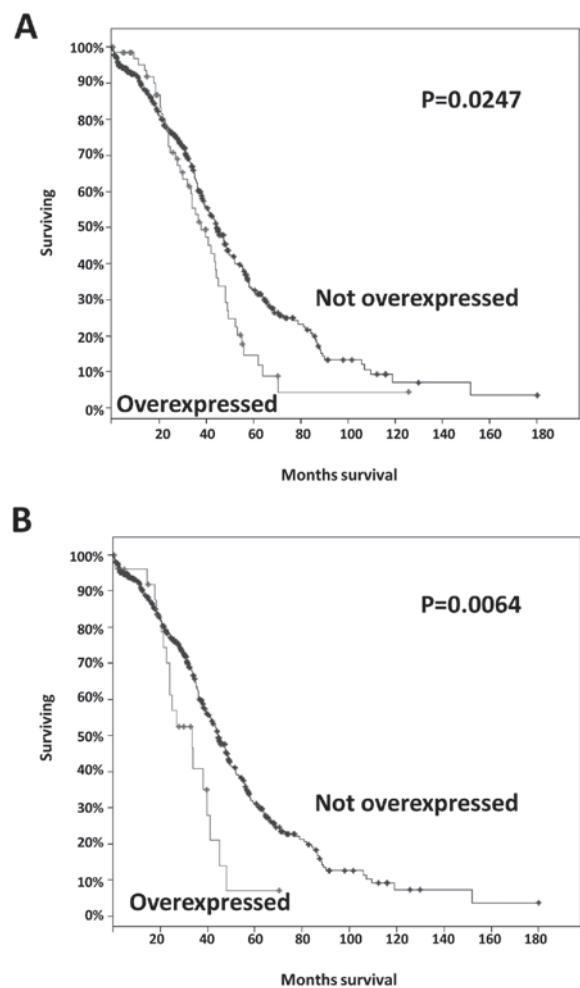 A
100%
90%
80%
70%
60%
50%
40%
30%
20%
10%
0%
Surviving
P=0.0247
Not overexpressed
Overexpressed
20 40 60 80 100 120 140 160 180
Months survival
B
100%
90%
80%
70%
60%
50%
40%
30%
20%
10%
0%
Surviving
P=0.0064
Not overexpressed
Overexpressed
20 40 60 80 100 120 140 160 180
Months survival